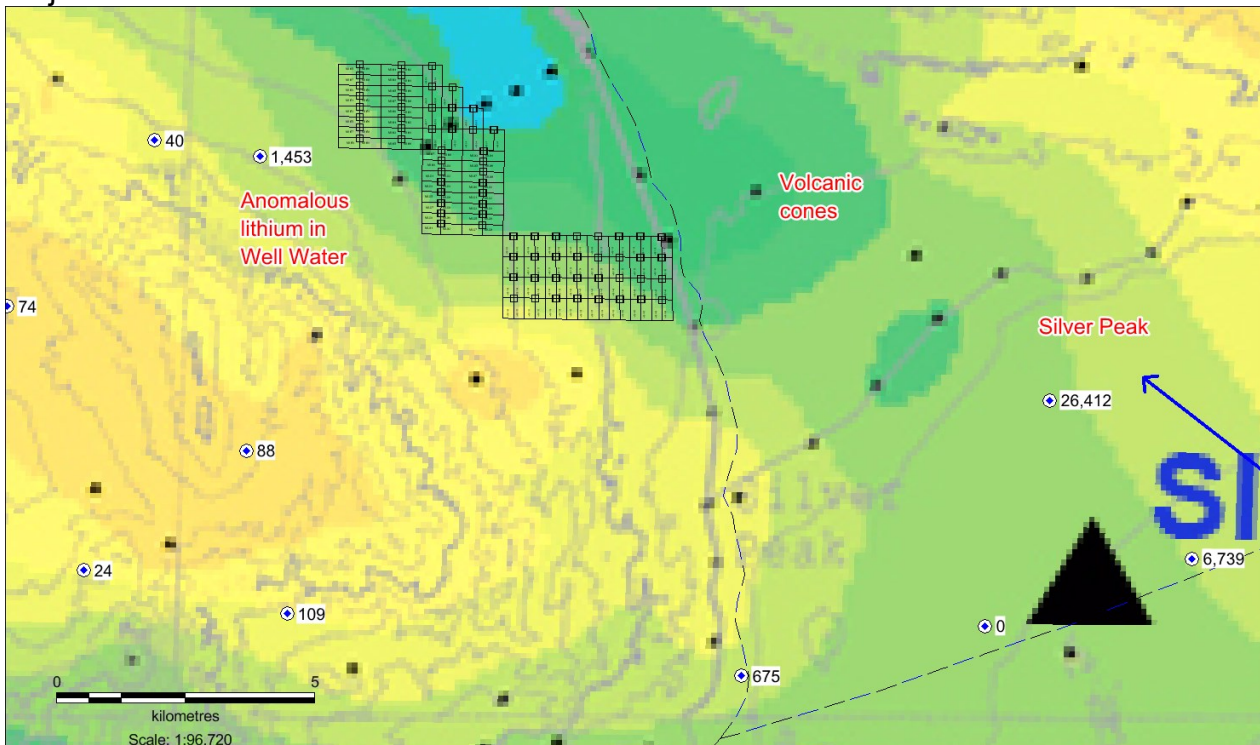 40
1,453
Anomalous
lithium in
Well Water
Volcanic
cones
74
Silver Peak
26,412
88
SI
6,739
24
109
0
675
0 5
kilometres
Scale: 1:96,720